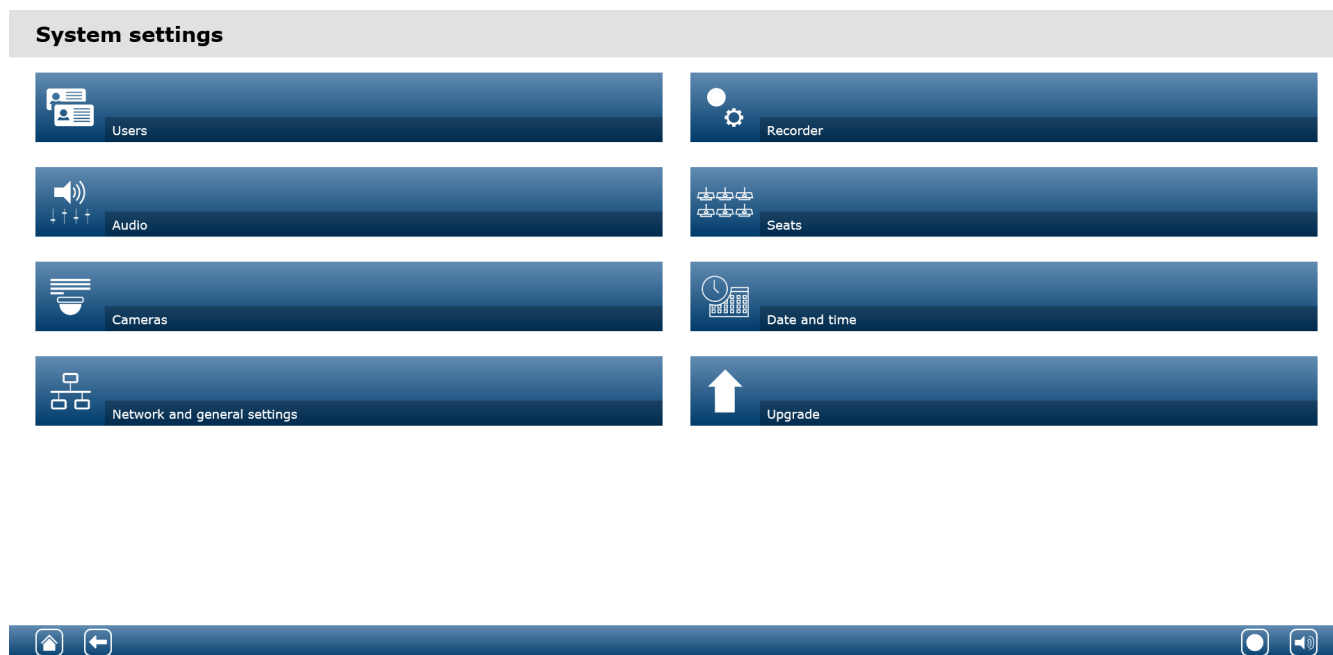 System settings
Users
Recorder
Audio
Seats
Cameras
Date and time
Network and general settings
Upgrade